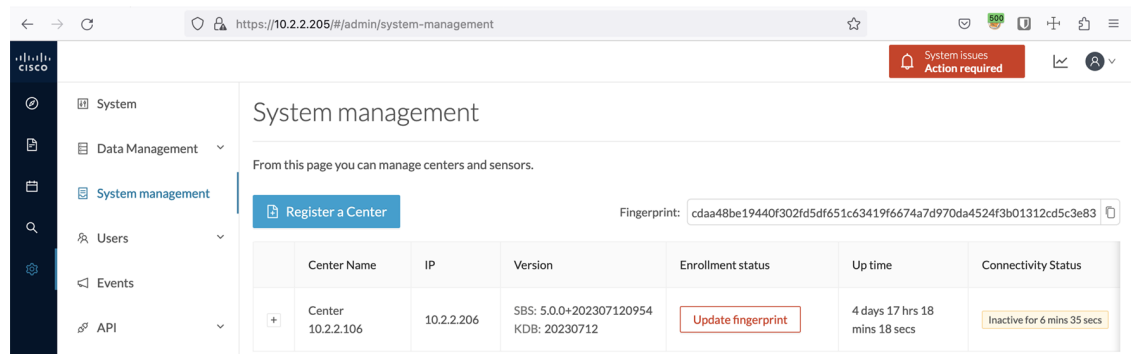 https://10.2.2.205/#/admin/system-management
500
CISCO
System issues
Action required
System
Data Management
System management
Users
Events
API
System management
From this page you can manage centers and sensors.
Register a Center
Fingerprint: cdaa48be19440f302fd5df651c63419f6674a7d970da4524f3b01312cd5c3e83
Center Name IP Version Enrollment status Up time Connectivity Status
Center 10.2.2.106 10.2.2.206 SBS: 5.0.0+202307120954 Update fingerprint 4 days 17 hrs 18 Inactive for 6 mins 35 secs
KDB: 20230712 mins 18 secs